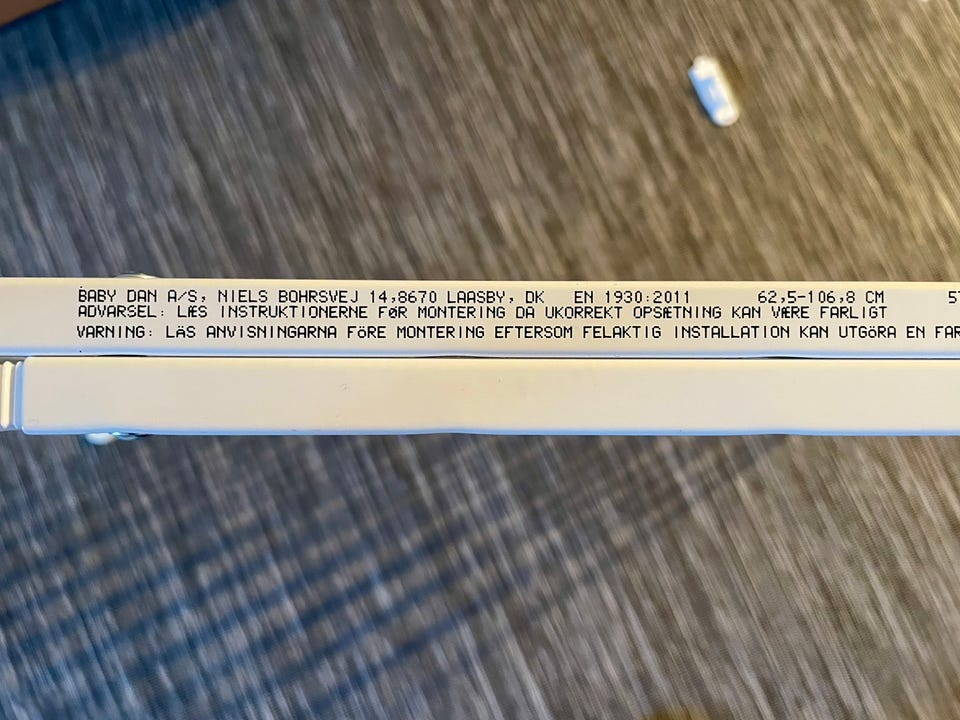 BABY DAN A/S, NIELS BOHRSVEJ 14,8670 LAASBY, DK EN 1930:2011 62,5-106,8 CM
ADVARSEL: LÆS INSTRUKTIONERNE FØR MONTERING DA UKORREKT OPSÆTNING KAN VÆRE FARLIGT
VARNING: LÄS ANVISNINGARNA FÖRE MONTERING EFTERSOM FELAKTIG INSTALLATION KAN UTGÖRA EN FAR